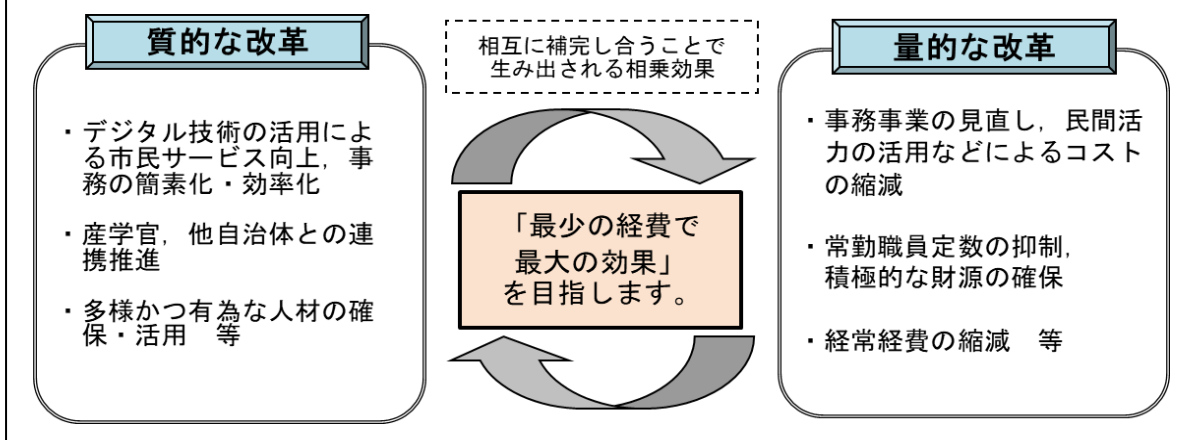 質的な改革
・デジタル技術の活用によ
る市民サービス向上，事
務の簡素化・効率化
・産学官，他自治体との連
携推進
・多様かつ有為な人材の確
保・活用　等
相互に補完し合うことで
生み出される相乗効果
「最少の経費で
最大の効果」
を目指します。
量的な改革
・事務事業の見直し，民間活
力の活用などによるコスト
の縮減
・常勤職員定数の抑制，
積極的な財源の確保
・経常経費の縮減　等